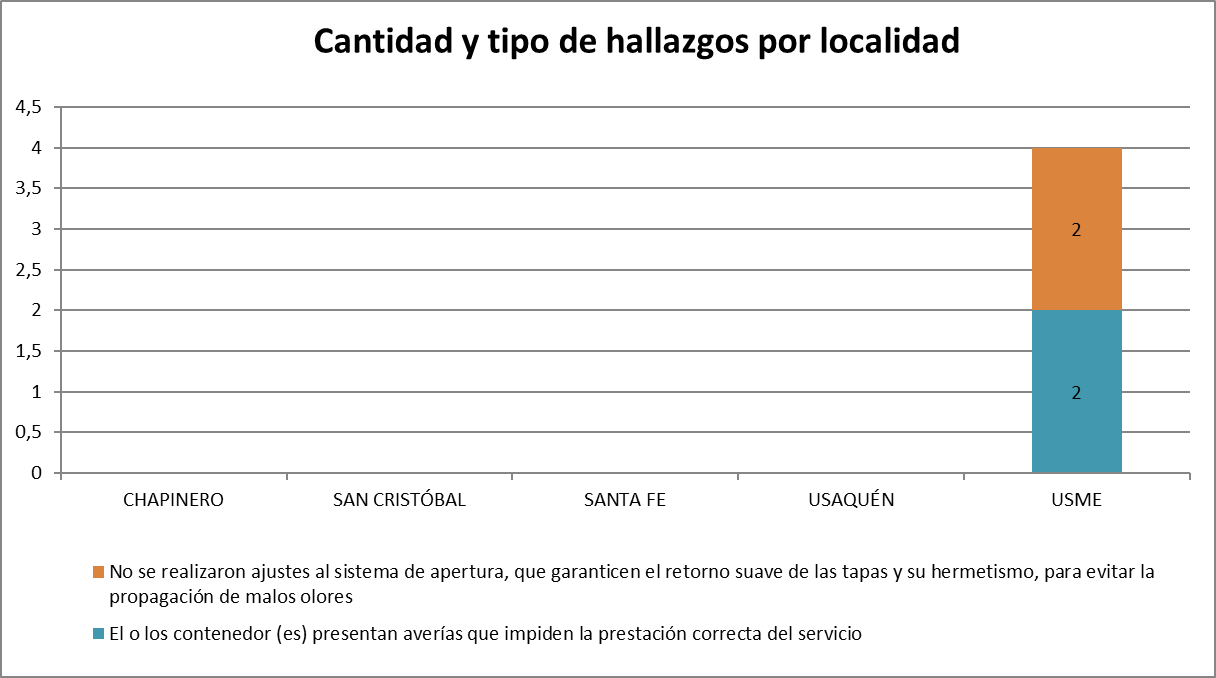 Cantidad y tipo de hallazgos por localidad
4,5
4
3,5
3
2,5
2
1,5
1
0,5
0
2
2
CHAPINERO
SAN CRISTÓBAL
SANTA FE
USAQUÉN
USME
No se realizaron ajustes al sistema de apertura, que garanticen el retorno suave de las tapas y su hermetismo, para evitar la
propagación de malos olores
El o los contenedor (es) presentan averías que impiden la prestación correcta del servicio